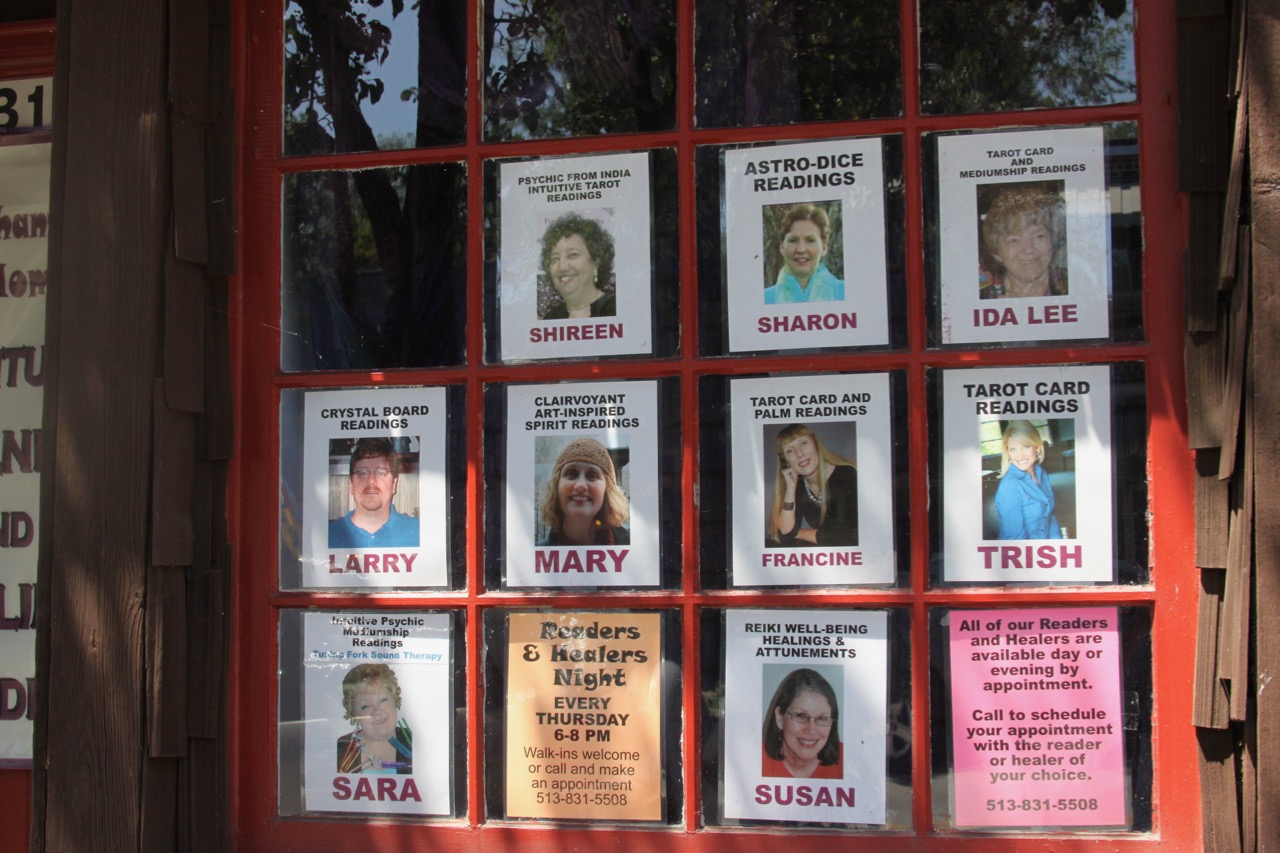 31
PSYCHIC FROM INDIA
INTUITIVE TAROT
READINGS
SHIREEN
ASTRO-DICE
READINGS
SHARON
TAROT CARD
AND
MEDIUMSHIP READINGS
IDA LEE
CRYSTAL BOARD
READINGS
LARRY
CLAIRVOYANT
ART-INSPIRED
SPIRIT READINGS
MARY
TAROT CARD AND
PALM READINGS
FRANCINE
TAROT CARD
READINGS
TRISH
Intuitive Psychic
Mediumship
Readings
Tuning Fork Sound Therapy
SARA
Readers
& Healers
Night
EVERY
THURSDAY
6-8 PM
Walk-ins welcome
or call and make
an appointment
513-831-5508
REIKI WELL-BEING
HEALINGS &
ATTUNEMENTS
SUSAN
All of our Readers
and Healers are
available day or
evening by
appointment.
Call to schedule
your appointment
with the reader
or healer of
your choice.
513-831-5508